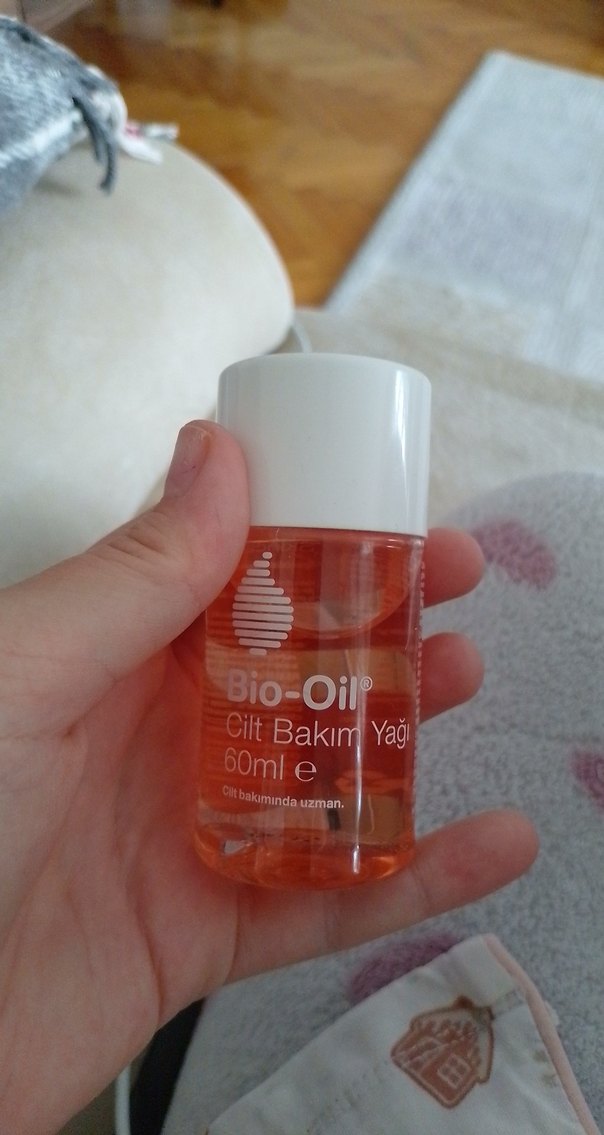 Bio-Oil®
Cilt Bakım Yağı
60ml ℮
Cilt bakımında uzman.